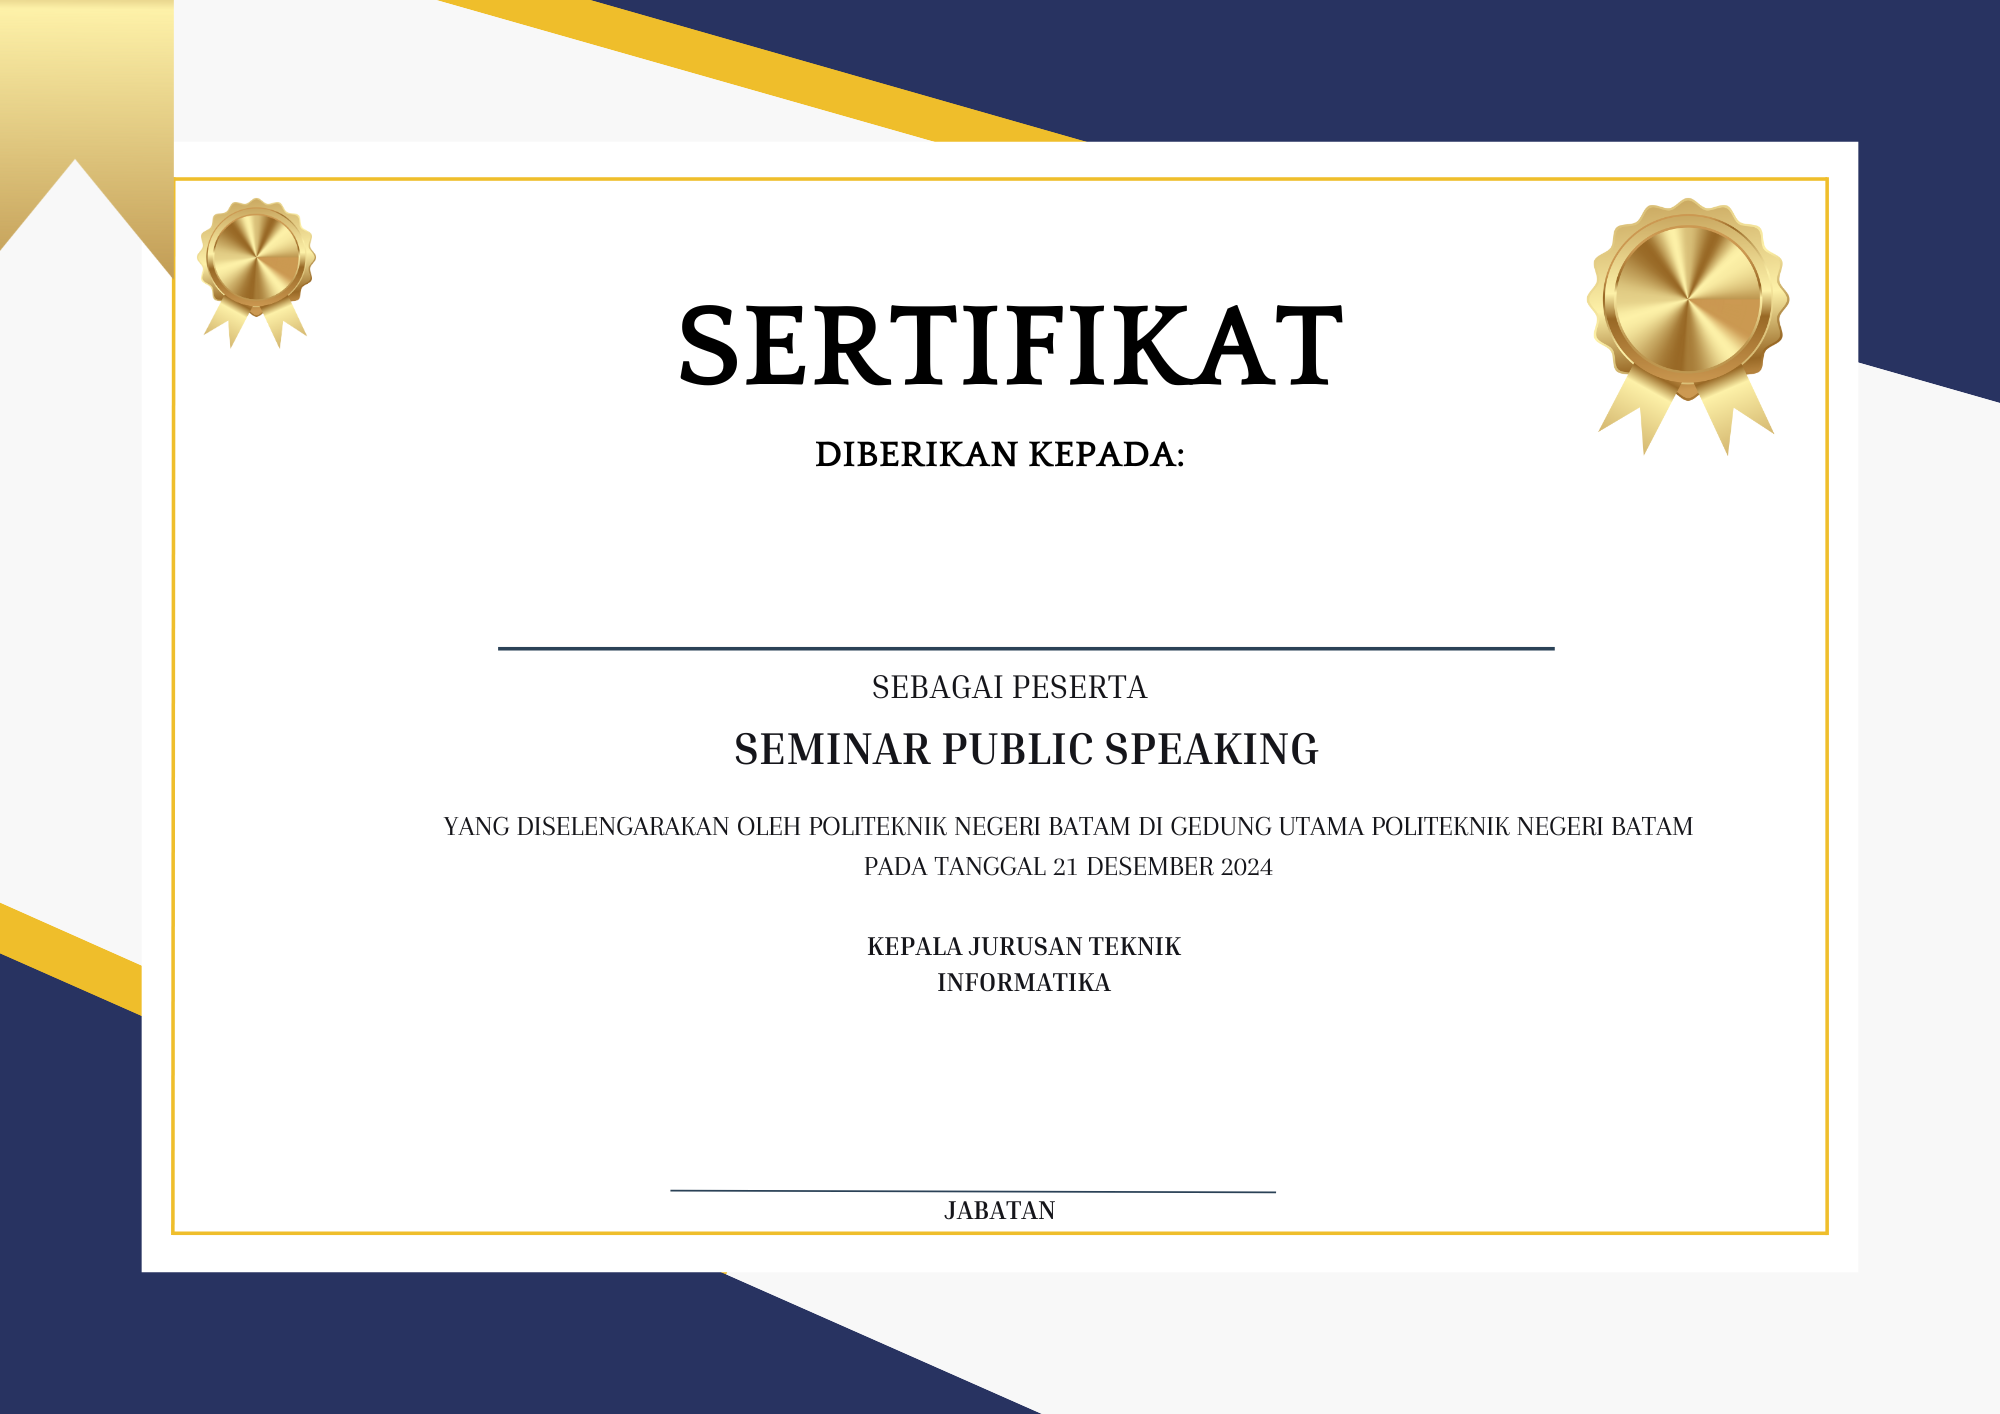 SERTIFIKAT
DIBERIKAN KEPADA:
SEBAGAI PESERTA
SEMINAR PUBLIC SPEAKING
YANG DISELENGARAKAN OLEH POLITEKNIK NEGERI BATAM DI GEDUNG UTAMA POLITEKNIK NEGERI BATAM
PADA TANGGAL 21 DESEMBER 2024
KEPALA JURUSAN TEKNIK
INFORMATIKA
JABATAN